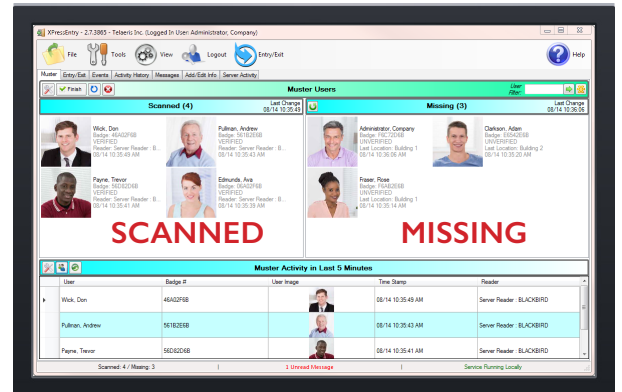 XPressEntry - 2.7.3865 - Telaeris Inc. (Logged In User: Administrator, Company)
File Tools View Logout Entry/Exit Help
Muster Entry/Exit Events Activity History Messages Add/Edit Info Server Activity
Finish Muster Users User Filter:
Scanned (4) Last Change 08/14 10:35:49
Missing (3) Last Change 08/14 10:36:06
Wick, Don
Badge: 46A02F6B
VERIFIED
Reader: Server Reader : B...
08/14 10:35:49 AM
Pullman, Andrew
Badge: 561B2E6B
VERIFIED
Reader: Server Reader : B...
08/14 10:35:43 AM
Payne, Trevor
Badge: 56D82D6B
VERIFIED
Reader: Server Reader : B...
08/14 10:35:41 AM
Edmunds, Ava
Badge: 06A02F6B
VERIFIED
Reader: Server Reader : B...
08/14 10:35:39 AM
SCANNED
Administrator, Company
Badge: F6C72D6B
UNVERIFIED
Last Location: Building 1
08/14 10:36:06 AM
Clarkson, Adam
Badge: E6542E6B
UNVERIFIED
Last Location: Building 2
08/14 10:35:20 AM
Fraser, Rose
Badge: F6AB2E6B
UNVERIFIED
Last Location: Building 1
08/14 10:35:14 AM
MISSING
Muster Activity in Last 5 Minutes
User Badge # User Image Time Stamp Reader
Wick, Don 46A02F6B 08/14 10:35:49 AM Server Reader : BLACKBIRD
Pullman, Andrew 561B2E6B 08/14 10:35:43 AM Server Reader : BLACKBIRD
Payne, Trevor 56D82D6B 08/14 10:35:41 AM Server Reader : BLACKBIRD
Scanned: 4 / Missing: 3 | 1 Unread Message | Service Running Locally